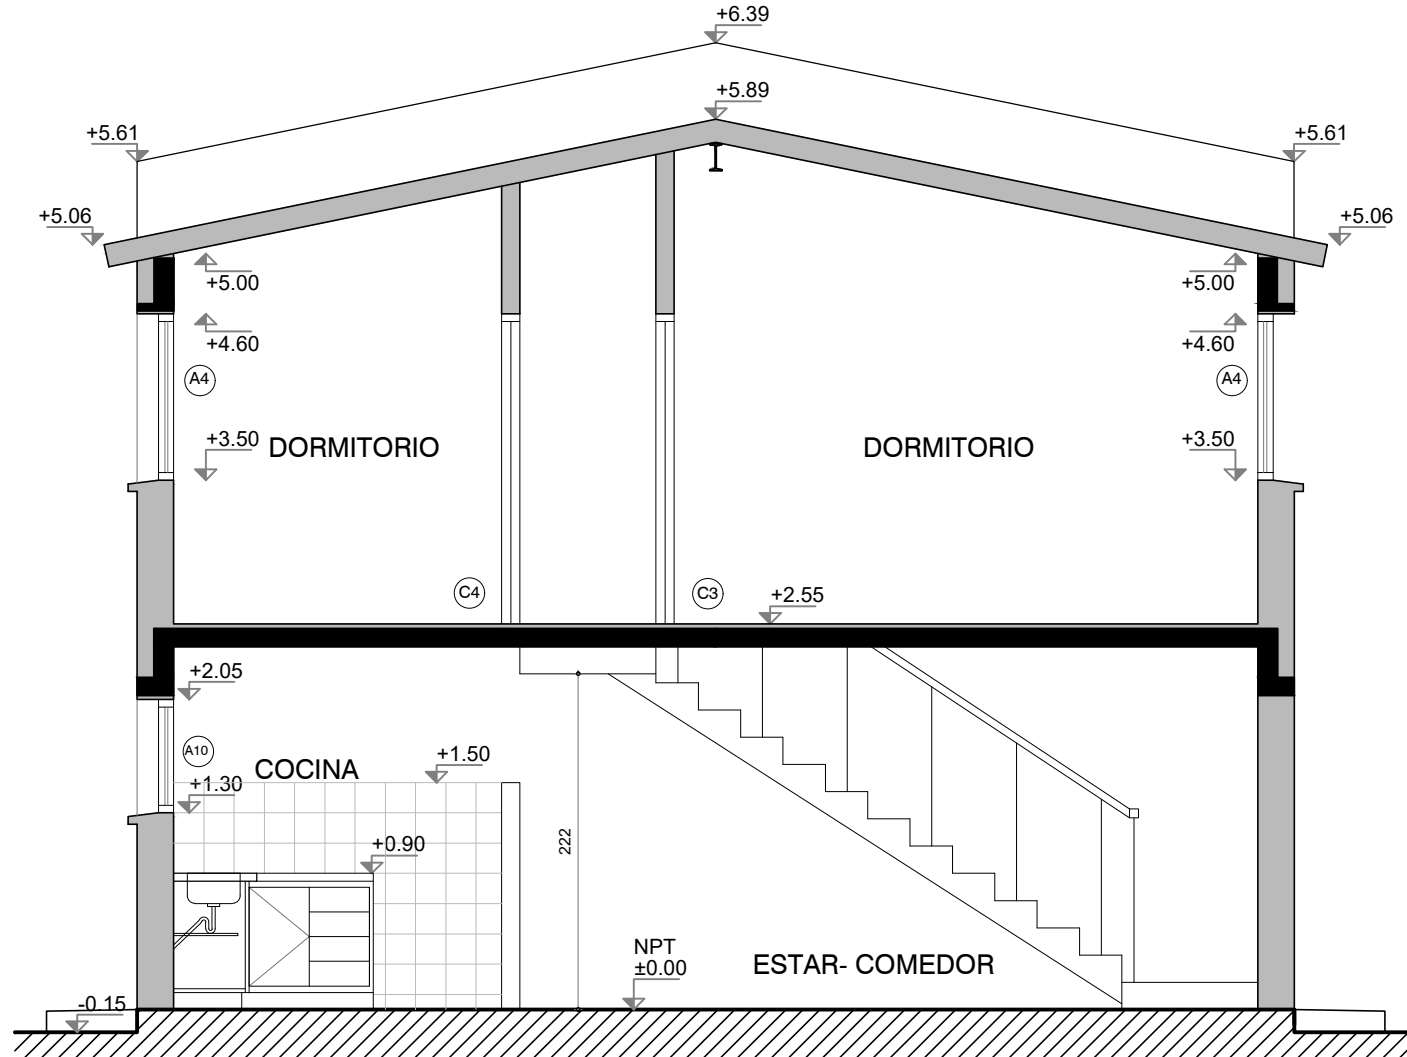 +6.39
+5.89
+5.61
+5.61
+5.06
+5.06
+5.00
+5.00
+4.60
+4.60
A4
A4
+3.50
DORMITORIO
DORMITORIO
+3.50
C4
C3
+2.55
+2.05
A10
COCINA
+1.50
+1.30
+0.90
222
NPT
±0.00
ESTAR- COMEDOR
-0.15